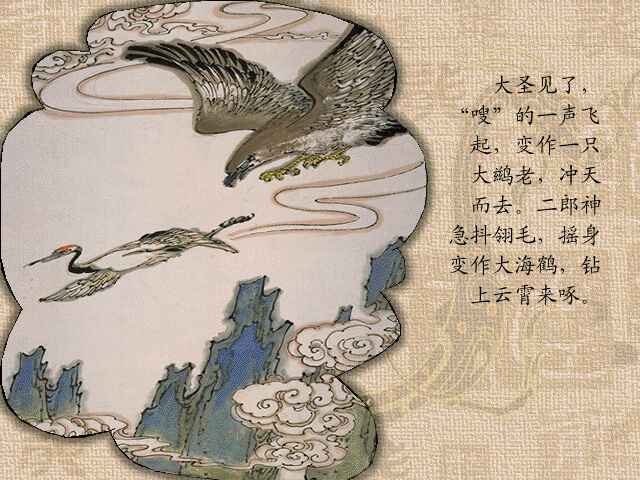 大圣见了，
“嗖”的一声飞
起，变作一只
大鹚老，冲天
而去。二郎神
急抖翎毛，摇身
变作大海鹤，钻
上云霄来啄。